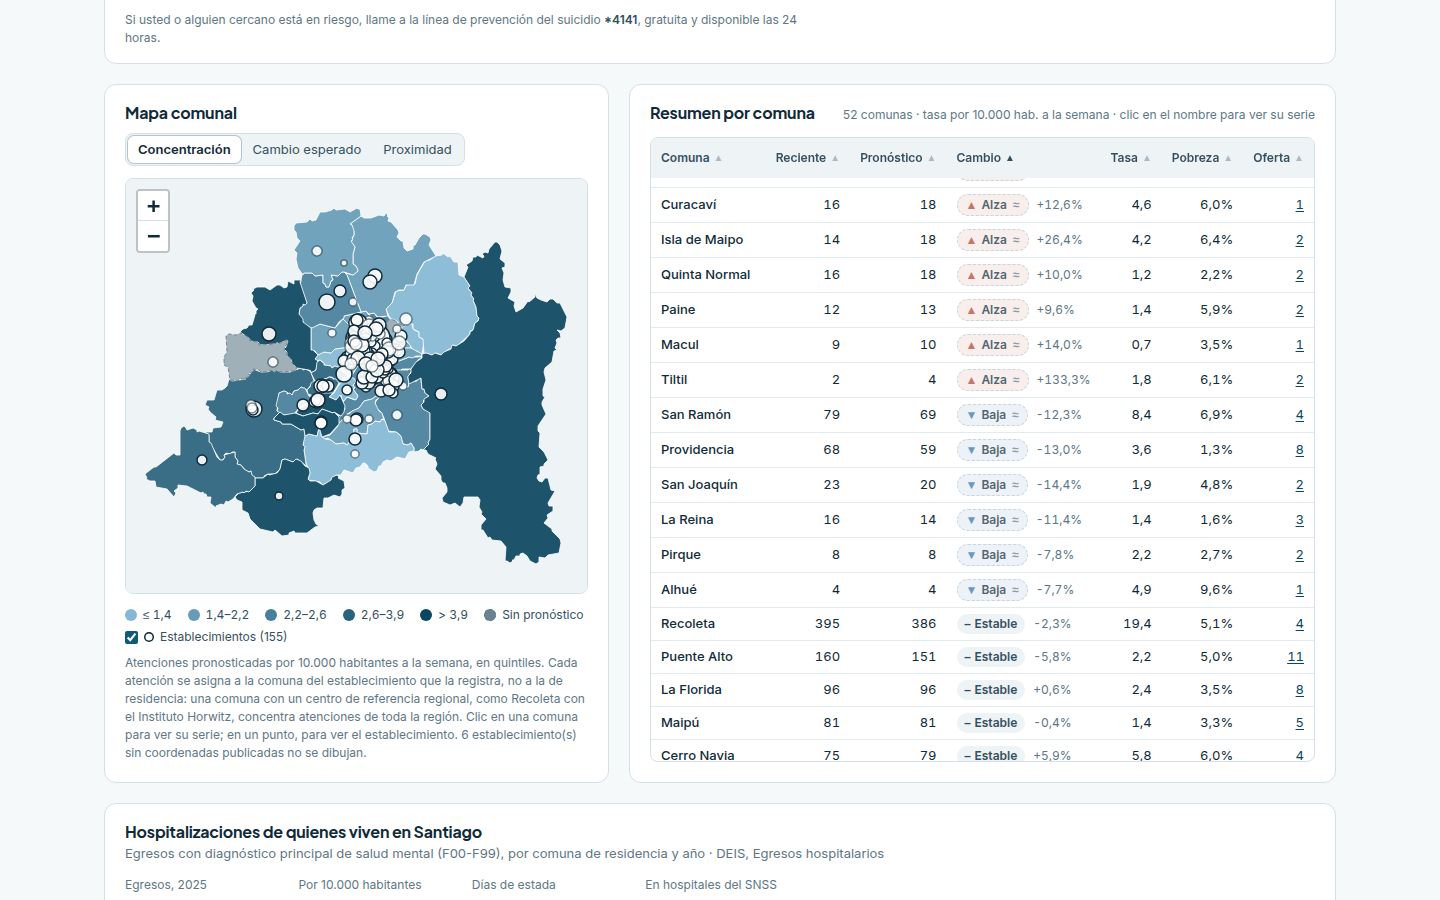 Si usted o alguien cercano está en riesgo, llame a la línea de prevención del suicidio *4141, gratuita y disponible las 24
horas.
Mapa comunal
Concentración Cambio esperado Proximidad
+
−
≤ 1,4 1,4–2,2 2,2–2,6 2,6–3,9 > 3,9 Sin pronóstico
Establecimientos (155)
Atenciones pronosticadas por 10.000 habitantes a la semana, en quintiles. Cada
atención se asigna a la comuna del establecimiento que la registra, no a la de
residencia: una comuna con un centro de referencia regional, como Recoleta con
el Instituto Horwitz, concentra atenciones de toda la región. Clic en una comuna
para ver su serie; en un punto, para ver el establecimiento. 6 establecimiento(s)
sin coordenadas publicadas no se dibujan.
Resumen por comuna 52 comunas · tasa por 10.000 hab. a la semana · clic en el nombre para ver su serie
Comuna ▲ Reciente ▲ Pronóstico ▲ Cambio ▲ Tasa ▲ Pobreza ▲ Oferta ▲
Curacaví 16 18 ▲ Alza ≈ +12,6% 4,6 6,0% 1
Isla de Maipo 14 18 ▲ Alza ≈ +26,4% 4,2 6,4% 2
Quinta Normal 16 18 ▲ Alza ≈ +10,0% 1,2 2,2% 2
Paine 12 13 ▲ Alza ≈ +9,6% 1,4 5,9% 2
Macul 9 10 ▲ Alza ≈ +14,0% 0,7 3,5% 1
Tiltil 2 4 ▲ Alza ≈ +133,3% 1,8 6,1% 2
San Ramón 79 69 ▼ Baja ≈ -12,3% 8,4 6,9% 4
Providencia 68 59 ▼ Baja ≈ -13,0% 3,6 1,3% 8
San Joaquín 23 20 ▼ Baja ≈ -14,4% 1,9 4,8% 2
La Reina 16 14 ▼ Baja ≈ -11,4% 1,4 1,6% 3
Pirque 8 8 ▼ Baja ≈ -7,8% 2,2 2,7% 2
Alhué 4 4 ▼ Baja ≈ -7,7% 4,9 9,6% 1
Recoleta 395 386 – Estable -2,3% 19,4 5,1% 4
Puente Alto 160 151 – Estable -5,8% 2,2 5,0% 11
La Florida 96 96 – Estable +0,6% 2,4 3,5% 8
Maipú 81 81 – Estable -0,4% 1,4 3,3% 5
Cerro Navia 75 79 – Estable +5,9% 5,8 6,0% 4
Hospitalizaciones de quienes viven en Santiago
Egresos con diagnóstico principal de salud mental (F00-F99), por comuna de residencia y año · DEIS, Egresos hospitalarios
Egresos, 2025 Por 10.000 habitantes Días de estada En hospitales del SNSS